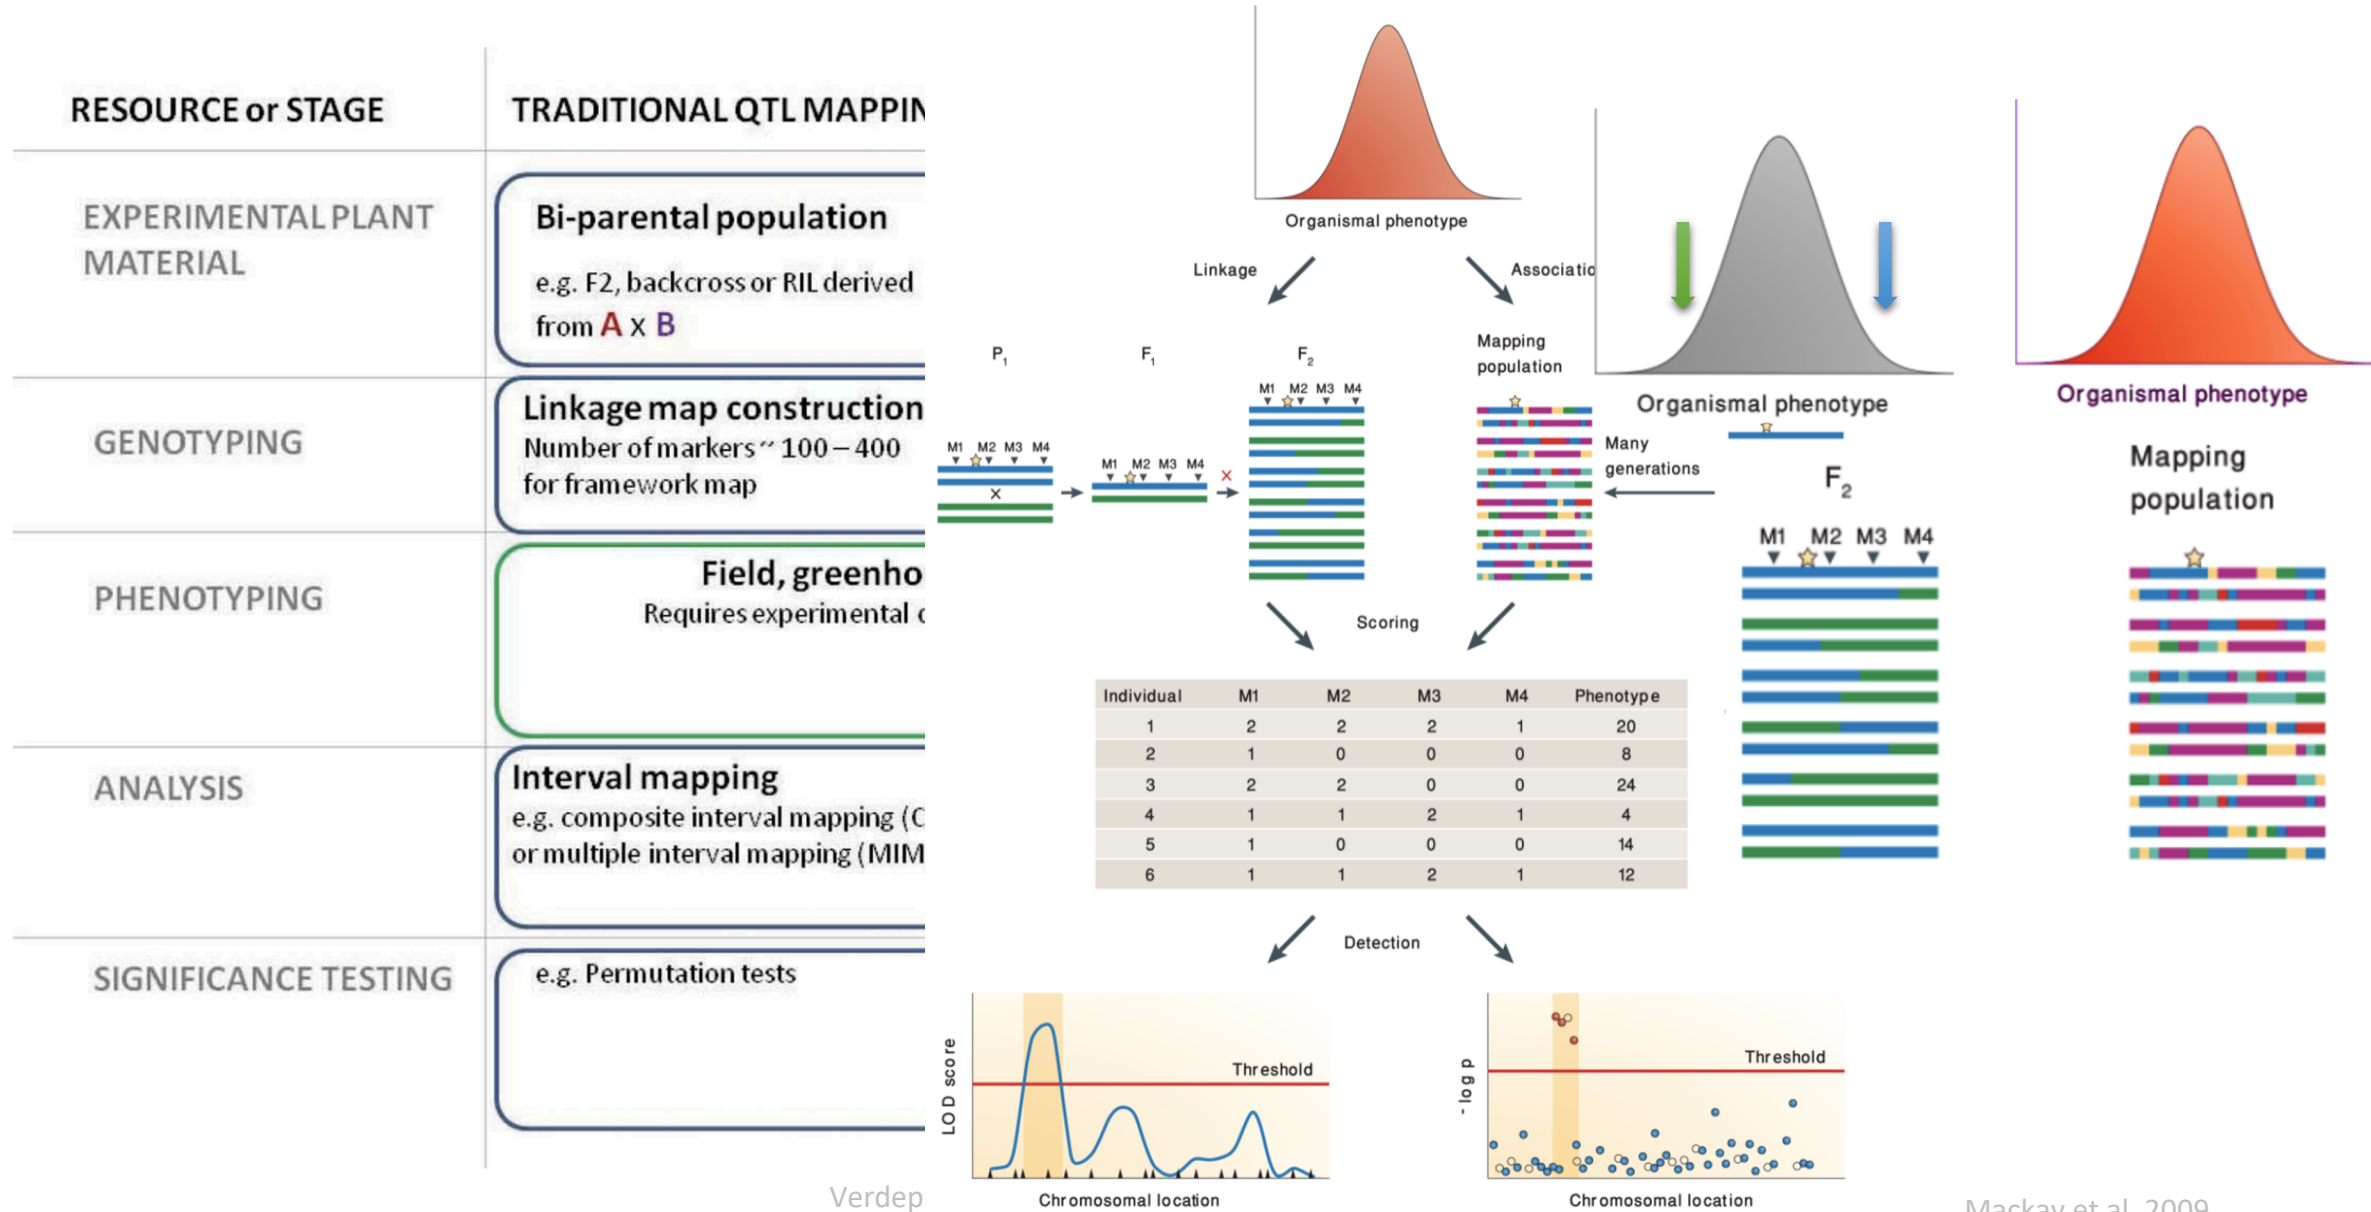 RESOURCE or STAGE
TRADITIONAL QTL MAPPIN
EXPERIMENTAL PLANT
MATERIAL
Bi-parental population
e.g. F2, backcross or RIL derived
from A x B
GENOTYPING
Linkage map construction
Number of markers ~ 100 – 400
for framework map
PHENOTYPING
Field, greenho
Requires experimental
ANALYSIS
Interval mapping
e.g. composite interval mapping (C
or multiple interval mapping (MIM
SIGNIFICANCE TESTING
e.g. Permutation tests
Verdep
Organismal phenotype
Linkage
Associatio
P1
F1
F2
Mapping
population
M1 M2 M3 M4
M1 M2 M3 M4
X
M1 M2 M3 M4
X
Many
generations
Scoring
Individual M1 M2 M3 M4 Phenotype
1 2 2 2 1 20
2 1 0 0 0 8
3 2 2 0 0 24
4 1 1 2 1 4
5 1 0 0 0 14
6 1 1 2 1 12
Detection
LOD score
Threshold
Chromosomal location
- log p
Threshold
Chromosomal location
Organismal phenotype
F2
M1 M2 M3 M4
Organismal phenotype
Mapping
population
Mackay et al. 2009